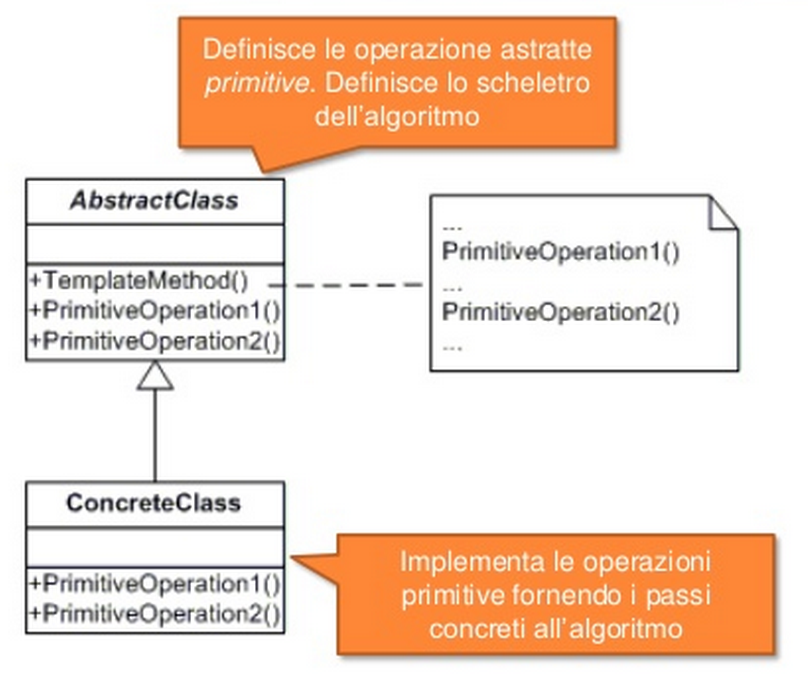 Definisce le operazione astratte
primitive. Definisce lo scheletro
dell'algoritmo
AbstractClass
+TemplateMethod()
+PrimitiveOperation1()
+PrimitiveOperation2()
...
PrimitiveOperation1()
...
PrimitiveOperation2()
...
ConcreteClass
+PrimitiveOperation1()
+PrimitiveOperation2()
Implementa le operazioni
primitive fornendo i passi
concreti all'algoritmo